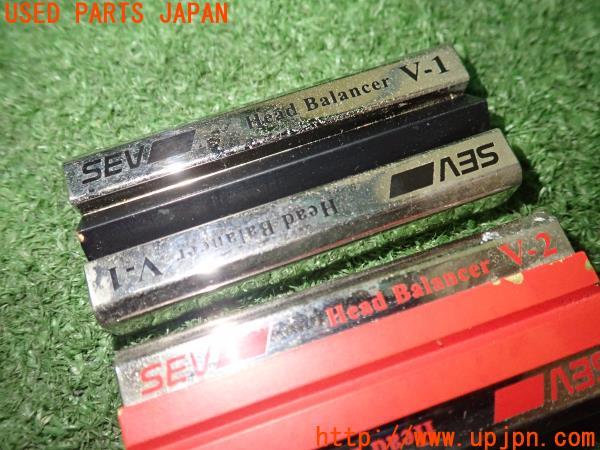 USED PARTS JAPAN
SEV Head Balancer V-1
SEV Head Balancer V-1
SEV Head Balancer V-2
SEV Head
http://www.upjpn.com